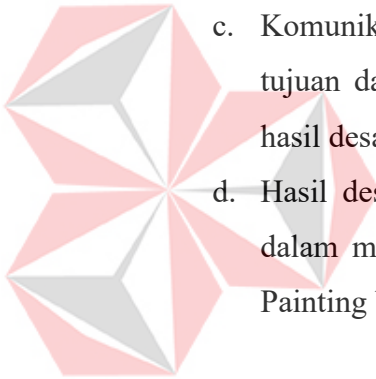 c. Komunik
tujuan da
hasil desa
d. Hasil des
dalam m
Painting